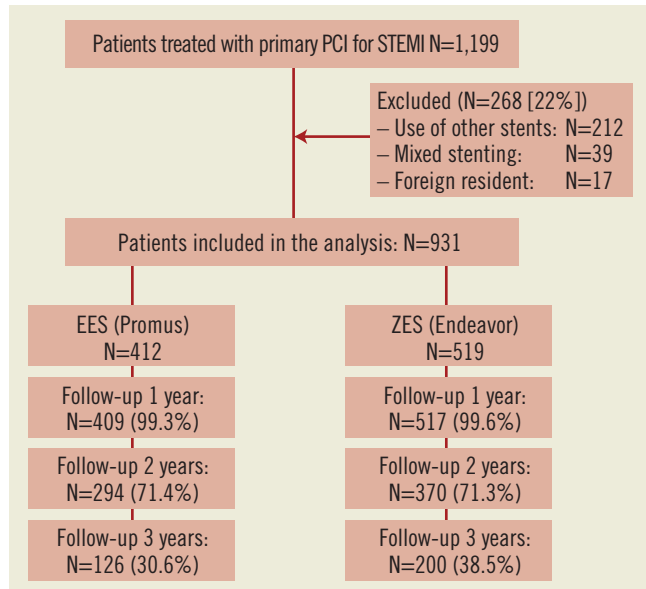 Patients treated with primary PCI for STEMI N=1,199
Excluded (N=268 [22%])
– Use of other stents: N=212
– Mixed stenting: N=39
– Foreign resident: N=17
Patients included in the analysis: N=931
EES (Promus)
N=412
Follow-up 1 year:
N=409 (99.3%)
Follow-up 2 years:
N=294 (71.4%)
Follow-up 3 years:
N=126 (30.6%)
ZES (Endeavor)
N=519
Follow-up 1 year:
N=517 (99.6%)
Follow-up 2 years:
N=370 (71.3%)
Follow-up 3 years:
N=200 (38.5%)